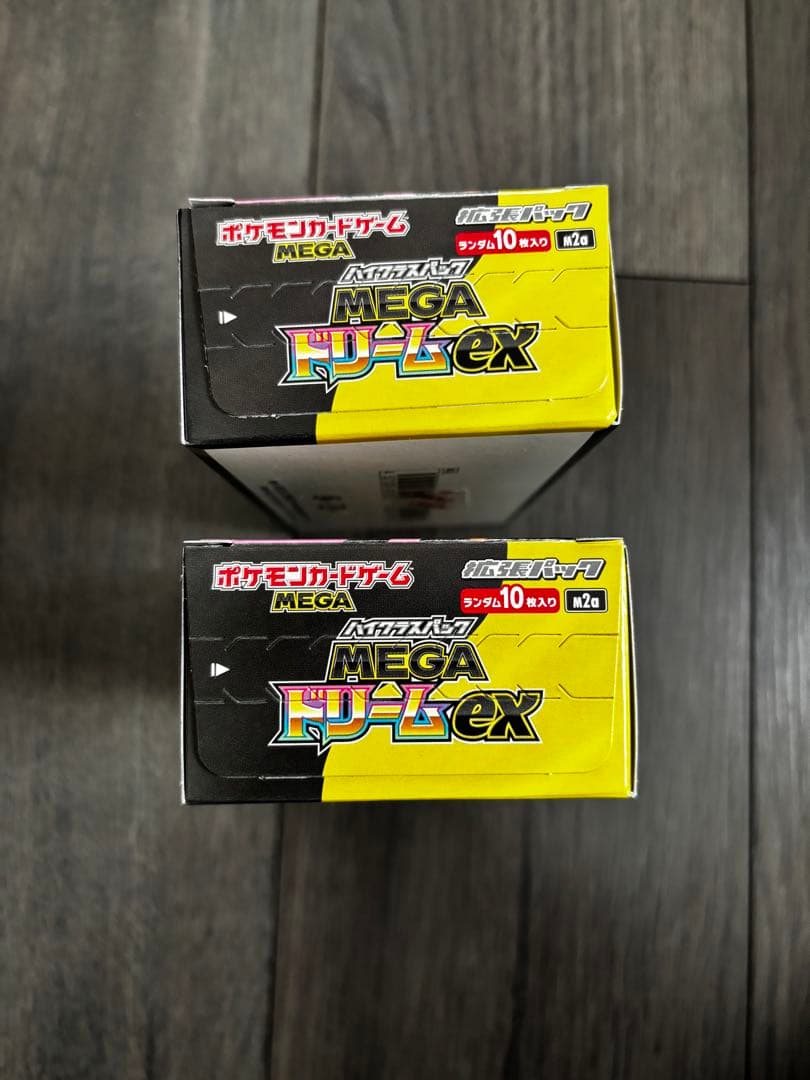 ポケモンカードゲーム
MEGA
拡張パック
ランダム10枚入り
M2a
ハイクラスパック
MEGA
ドリームex
ポケモンカードゲーム
MEGA
拡張パック
ランダム10枚入り
M2a
ハイクラスパック
MEGA
ドリームex